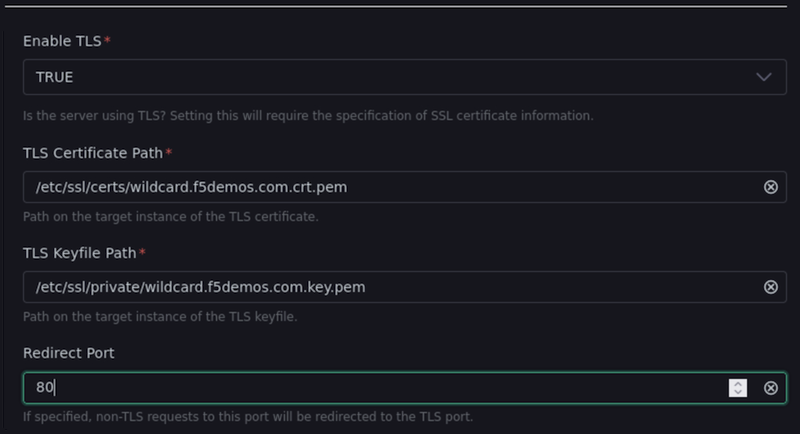 Enable TLS*
TRUE
Is the server using TLS? Setting this will require the specification of SSL certificate information.
TLS Certificate Path*
/etc/ssl/certs/wildcard.f5demos.com.crt.pem
Path on the target instance of the TLS certificate.
TLS Keyfile Path*
/etc/ssl/private/wildcard.f5demos.com.key.pem
Path on the target instance of the TLS keyfile.
Redirect Port
80
If specified, non-TLS requests to this port will be redirected to the TLS port.